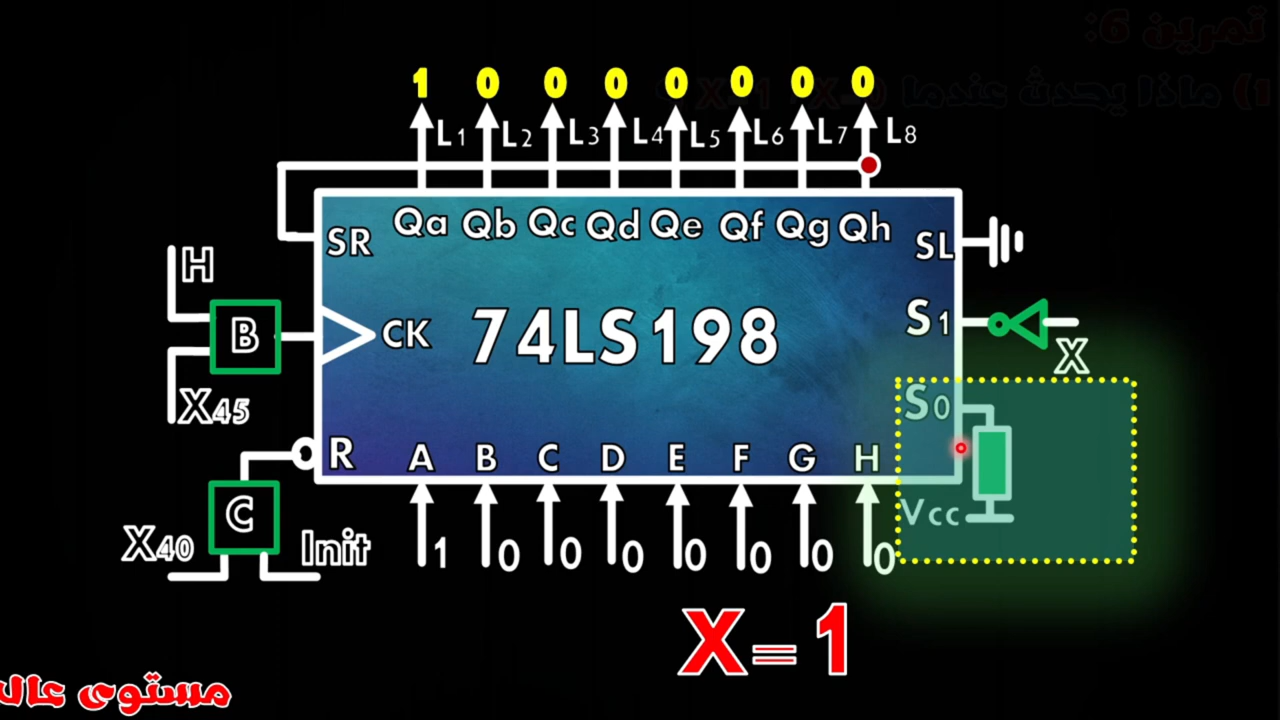 تمرين 6:
1) ماذا يحدث عندما
1 0 0 0 0 0 0 0
L1 L2 L3 L4 L5 L6 L7 L8
Qa Qb Qc Qd Qe Qf Qg Qh
SR SL
H
B CK 74LS198 S1
X
X45
S0
R A B C D E F G H
C Vcc
X40 Init 1 0 0 0 0 0 0 0
X=1
مستوى عال